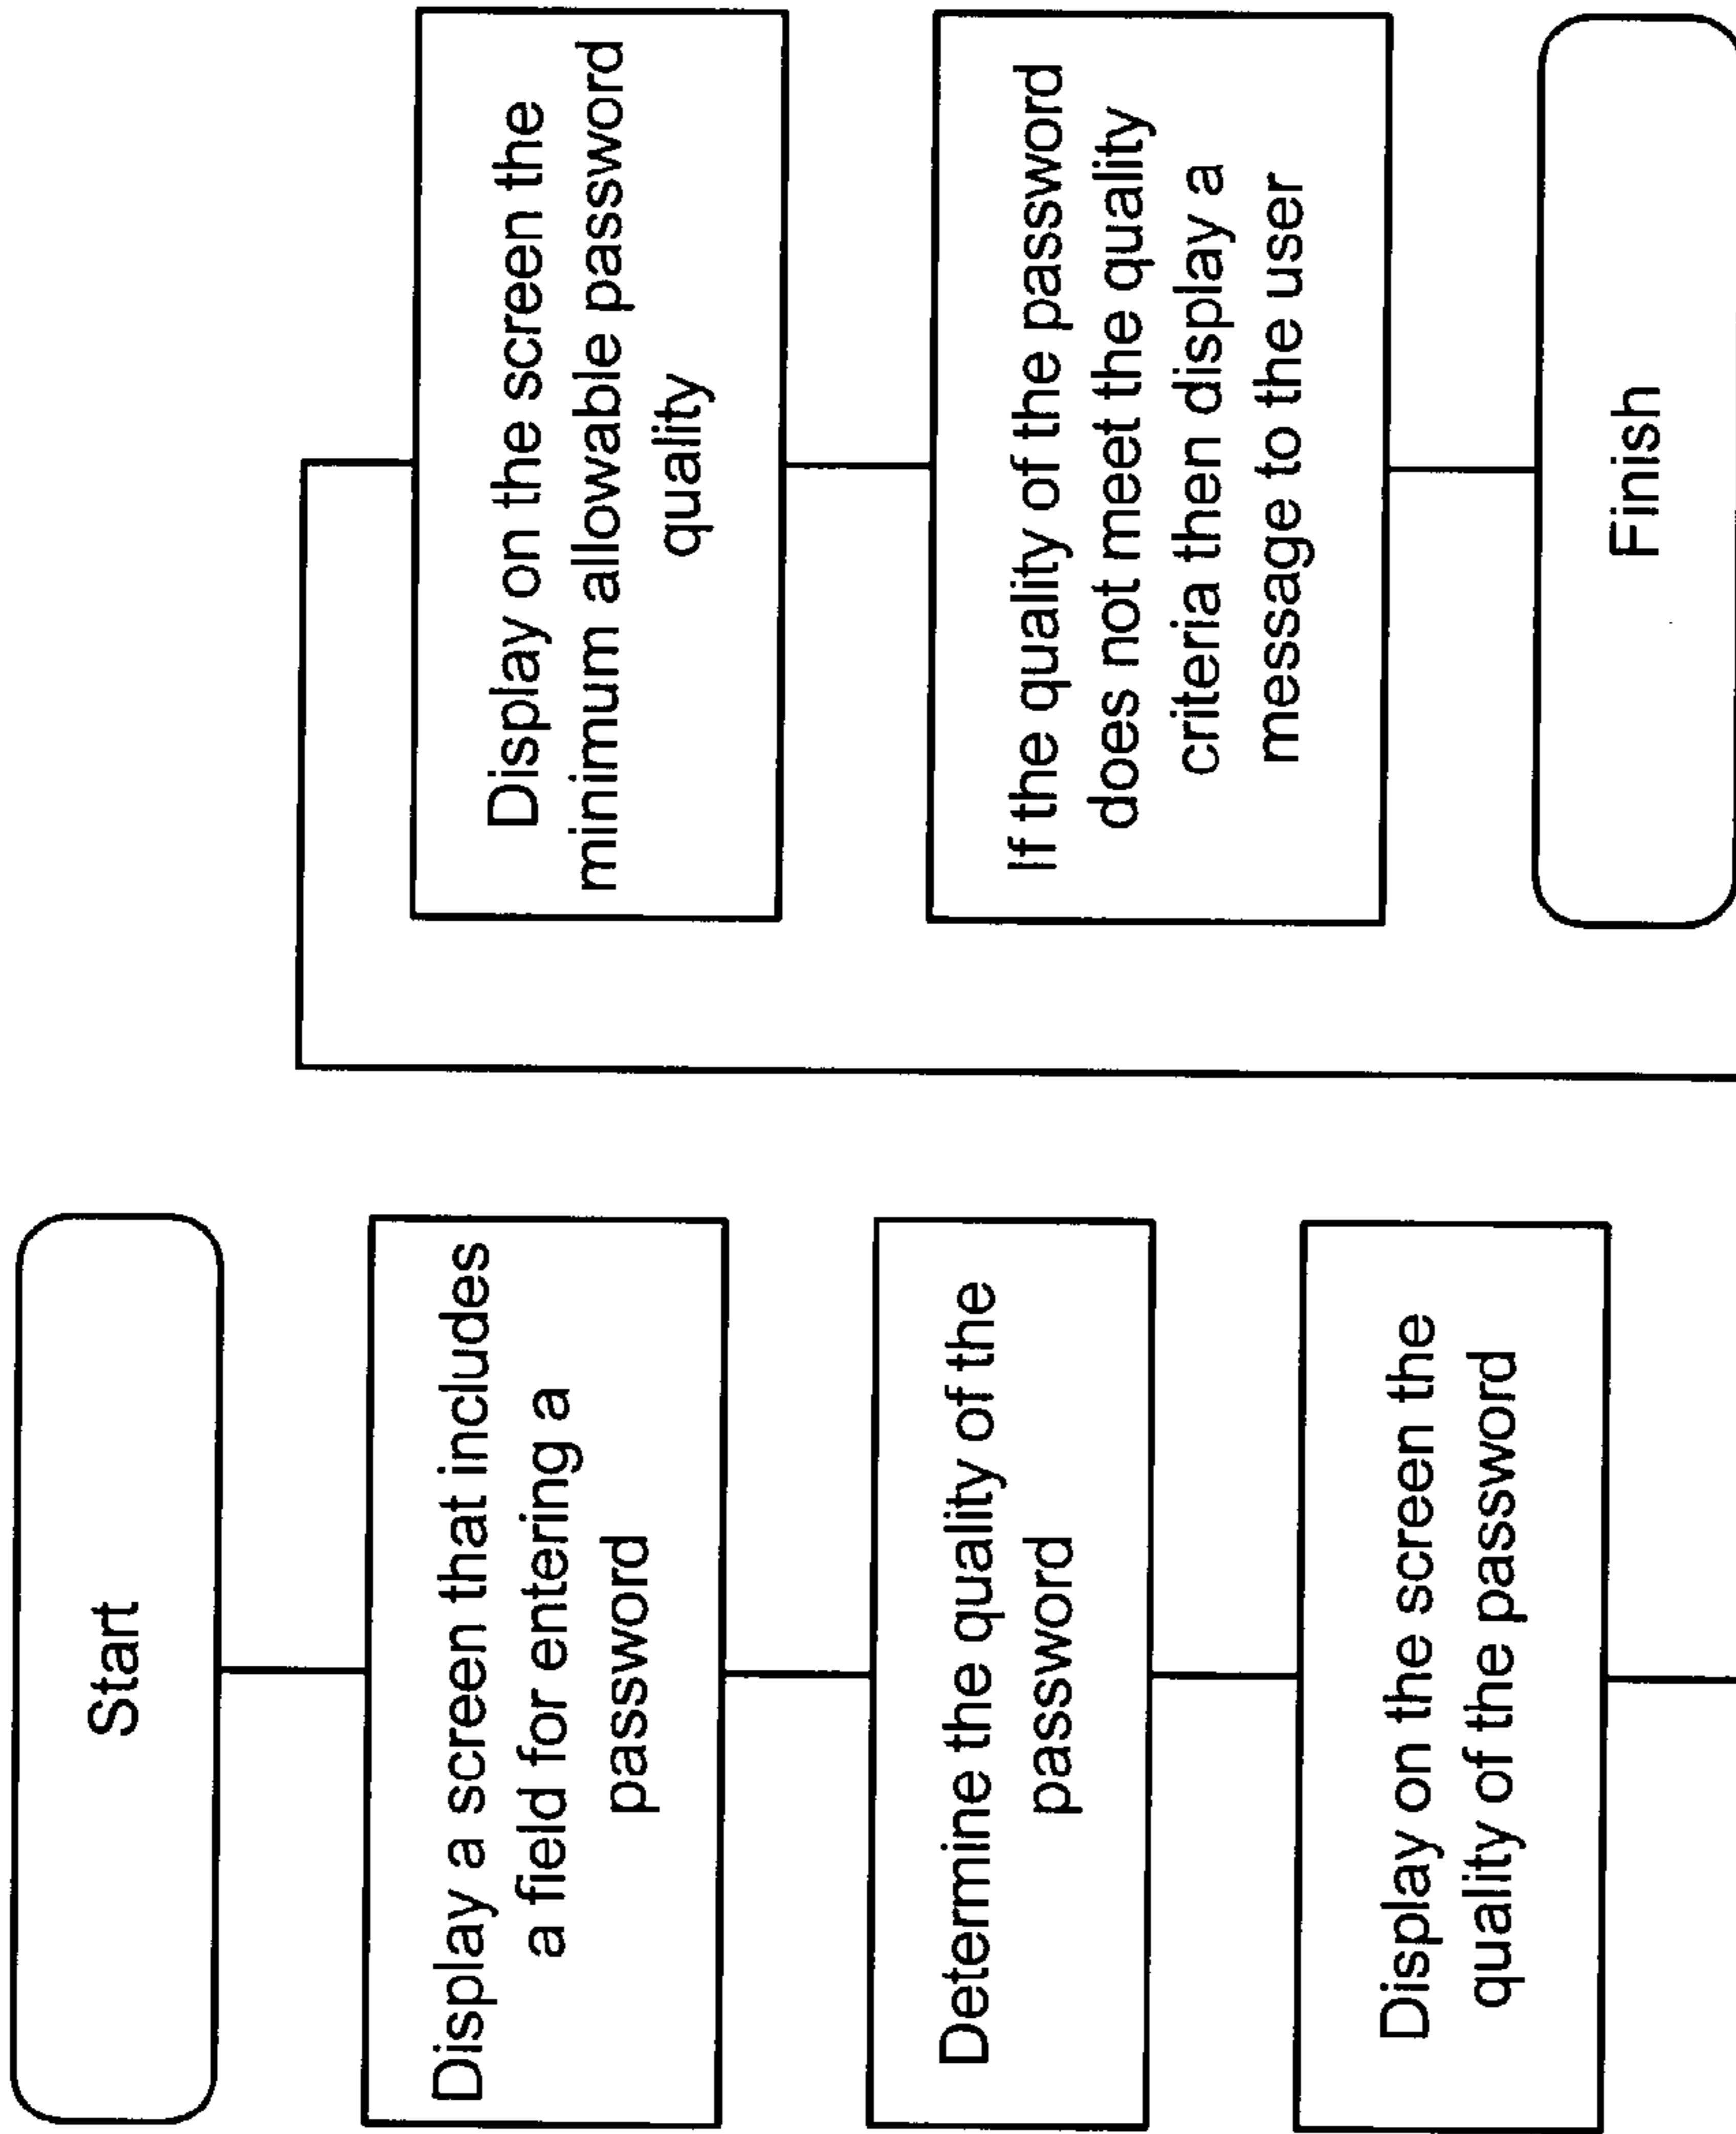 Start
Display a screen that includes
a field for entering a
password
Determine the quality of the
password
Display on the screen the
quality of the password
Display on the screen the
minimum allowable password
quality
If the quality of the password
does not meet the quality
criteria then display a
message to the user
Finish